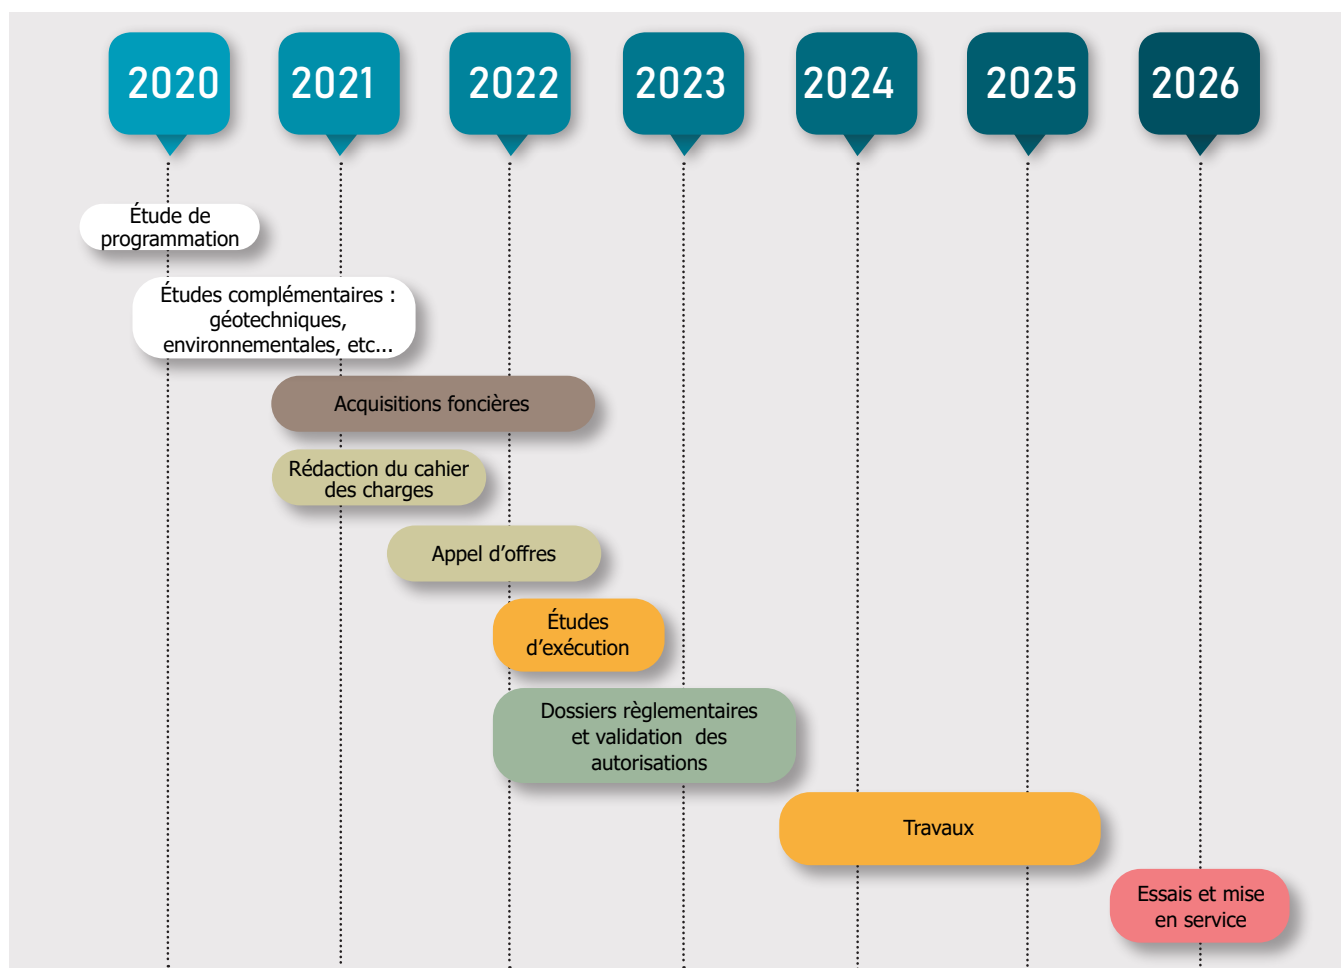 2020
2021
2022
2023
2024
2025
2026
Étude de
programmation
Études complémentaires :
géotechniques,
environnementales, etc...
Acquisitions foncières
Rédaction du cahier
des charges
Appel d’offres
Études
d’exécution
Dossiers règlementaires
et validation des
autorisations
Travaux
Essais et mise
en service